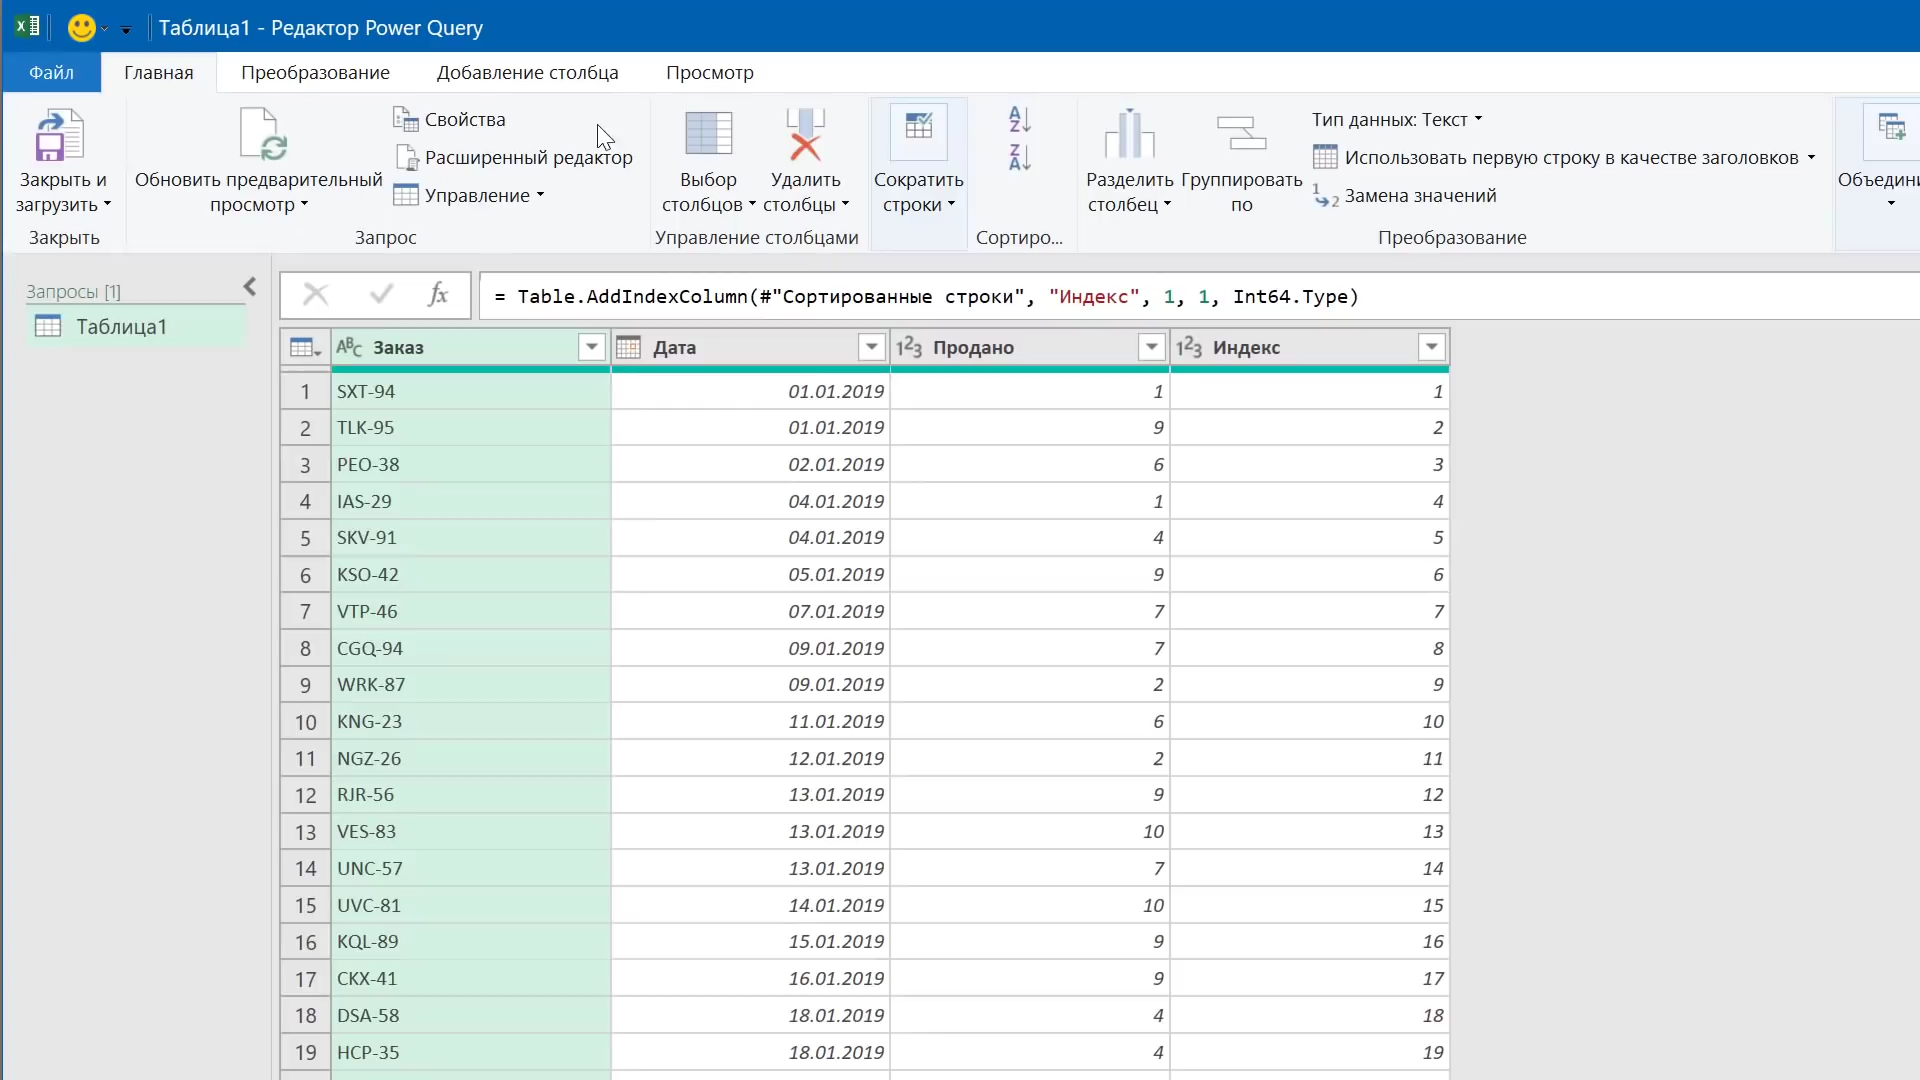 Таблица1 - Редактор Power Query
Файл Главная Преобразование Добавление столбца Просмотр
Закрыть и загрузить
Закрыть
Обновить предварительный просмотр
Свойства
Расширенный редактор
Управление
Запрос
Выбор столбцов
Удалить столбцы
Управление столбцами
Сократить строки
Сортиро...
Разделить столбец
Группировать по
Тип данных: Текст
Использовать первую строку в качестве заголовков
Замена значений
Преобразование
Запросы [1]
Таблица1
= Table.AddIndexColumn(#"Сортированные строки", "Индекс", 1, 1, Int64.Type)
Заказ Дата Продано Индекс
1 SXT-94 01.01.2019 1 1
2 TLK-95 01.01.2019 9 2
3 PEO-38 02.01.2019 6 3
4 IAS-29 04.01.2019 1 4
5 SKV-91 04.01.2019 4 5
6 KSO-42 05.01.2019 9 6
7 VTP-46 07.01.2019 7 7
8 CGQ-94 09.01.2019 7 8
9 WRK-87 09.01.2019 2 9
10 KNG-23 11.01.2019 6 10
11 NGZ-26 12.01.2019 2 11
12 RJR-56 13.01.2019 9 12
13 VES-83 13.01.2019 10 13
14 UNC-57 13.01.2019 7 14
15 UVC-81 14.01.2019 10 15
16 KQL-89 15.01.2019 9 16
17 CKX-41 16.01.2019 9 17
18 DSA-58 18.01.2019 4 18
19 HCP-35 18.01.2019 4 19